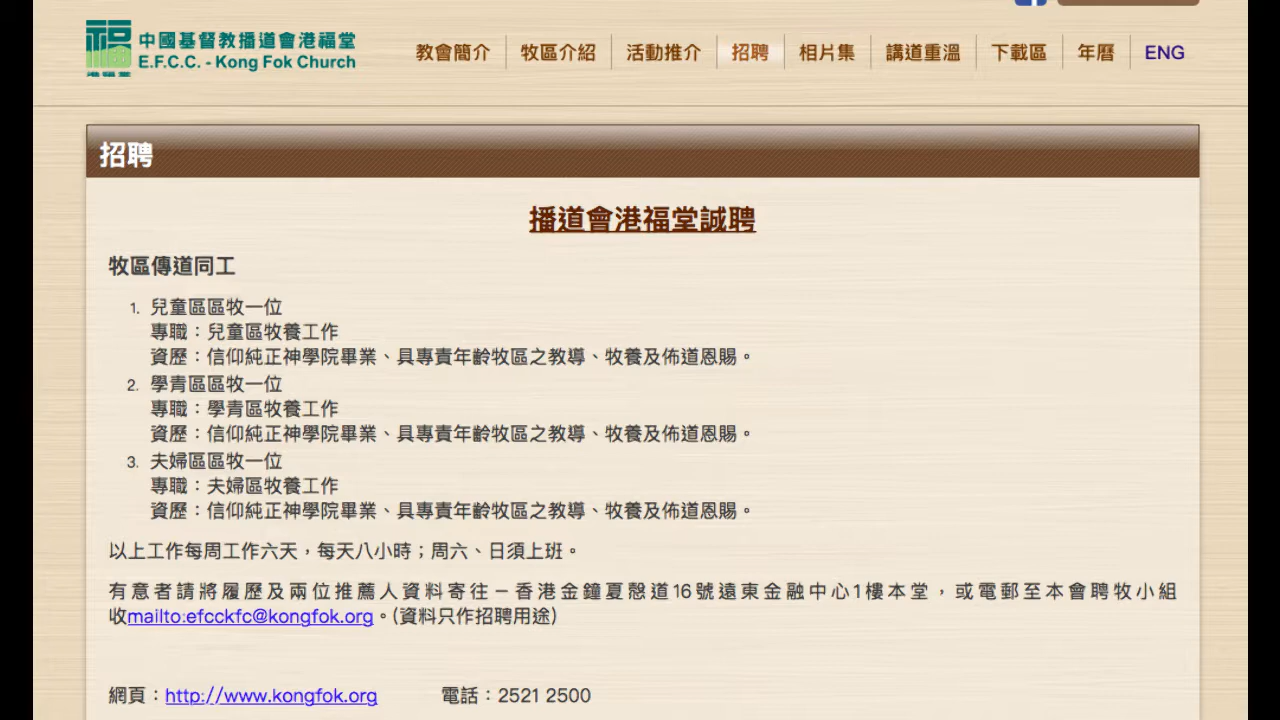 中國基督教播道會港福堂
E.F.C.C. - Kong Fok Church
教會簡介
牧區介紹
活動推介
招聘
相片集
講道重溫
下載區
年曆
ENG
招聘
播道會港福堂誠聘
牧區傳道同工
1. 兒童區區牧一位
專職：兒童區牧養工作
資歷：信仰純正神學院畢業、具專責年齡牧區之教導、牧養及佈道恩賜。
2. 學青區區牧一位
專職：學青區牧養工作
資歷：信仰純正神學院畢業、具專責年齡牧區之教導、牧養及佈道恩賜。
3. 夫婦區區牧一位
專職：夫婦區牧養工作
資歷：信仰純正神學院畢業、具專責年齡牧區之教導、牧養及佈道恩賜。
以上工作每周工作六天，每天八小時；周六、日須上班。
有意者請將履歷及兩位推薦人資料寄往－香港金鐘夏慤道16號遠東金融中心1樓本堂，或電郵至本會聘牧小組
收mailto:efcckfc@kongfok.org。(資料只作招聘用途)
網頁：http://www.kongfok.org 電話：2521 2500